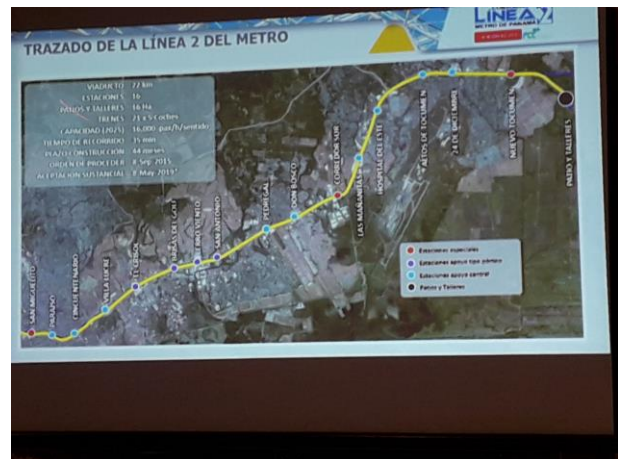 TRAZADO DE LA LÍNEA 2 DEL METRO
LÍNEA 2
METRO DE PANAMÁ
VIADUCTO - 22 km
ESTACIONES - 16
PATIOS Y TALLERES - 16 Ha
TRENES - 21 x 5 coches
CAPACIDAD (2025) - 16,000 pax/h/sentido
TIEMPO DE RECORRIDO - 35 min
PLAZO CONSTRUCCIÓN - 44 meses
ORDEN DE PROCEDER - 8 Sep 2015
ACEPTACIÓN SUSTANCIAL - 8 May 2019
SAN MIGUELITO
PARAÍSO
CINCUENTENARIO
VILLA LUCRE
EL CRISOL
BRISAS DEL GOLF
CERRO VIENTO
SAN ANTONIO
PEDREGAL
DON BOSCO
CORREDOR SUR
LAS MAÑANITAS
HOSPITAL DEL ESTE
ALTOS DE TOCUMEN
24 DE DICIEMBRE
NUEVO TOCUMEN
PATIO Y TALLERES
Estaciones especiales
Estaciones apoyo tipo pórtico
Estaciones apoyo central
Patios y Talleres